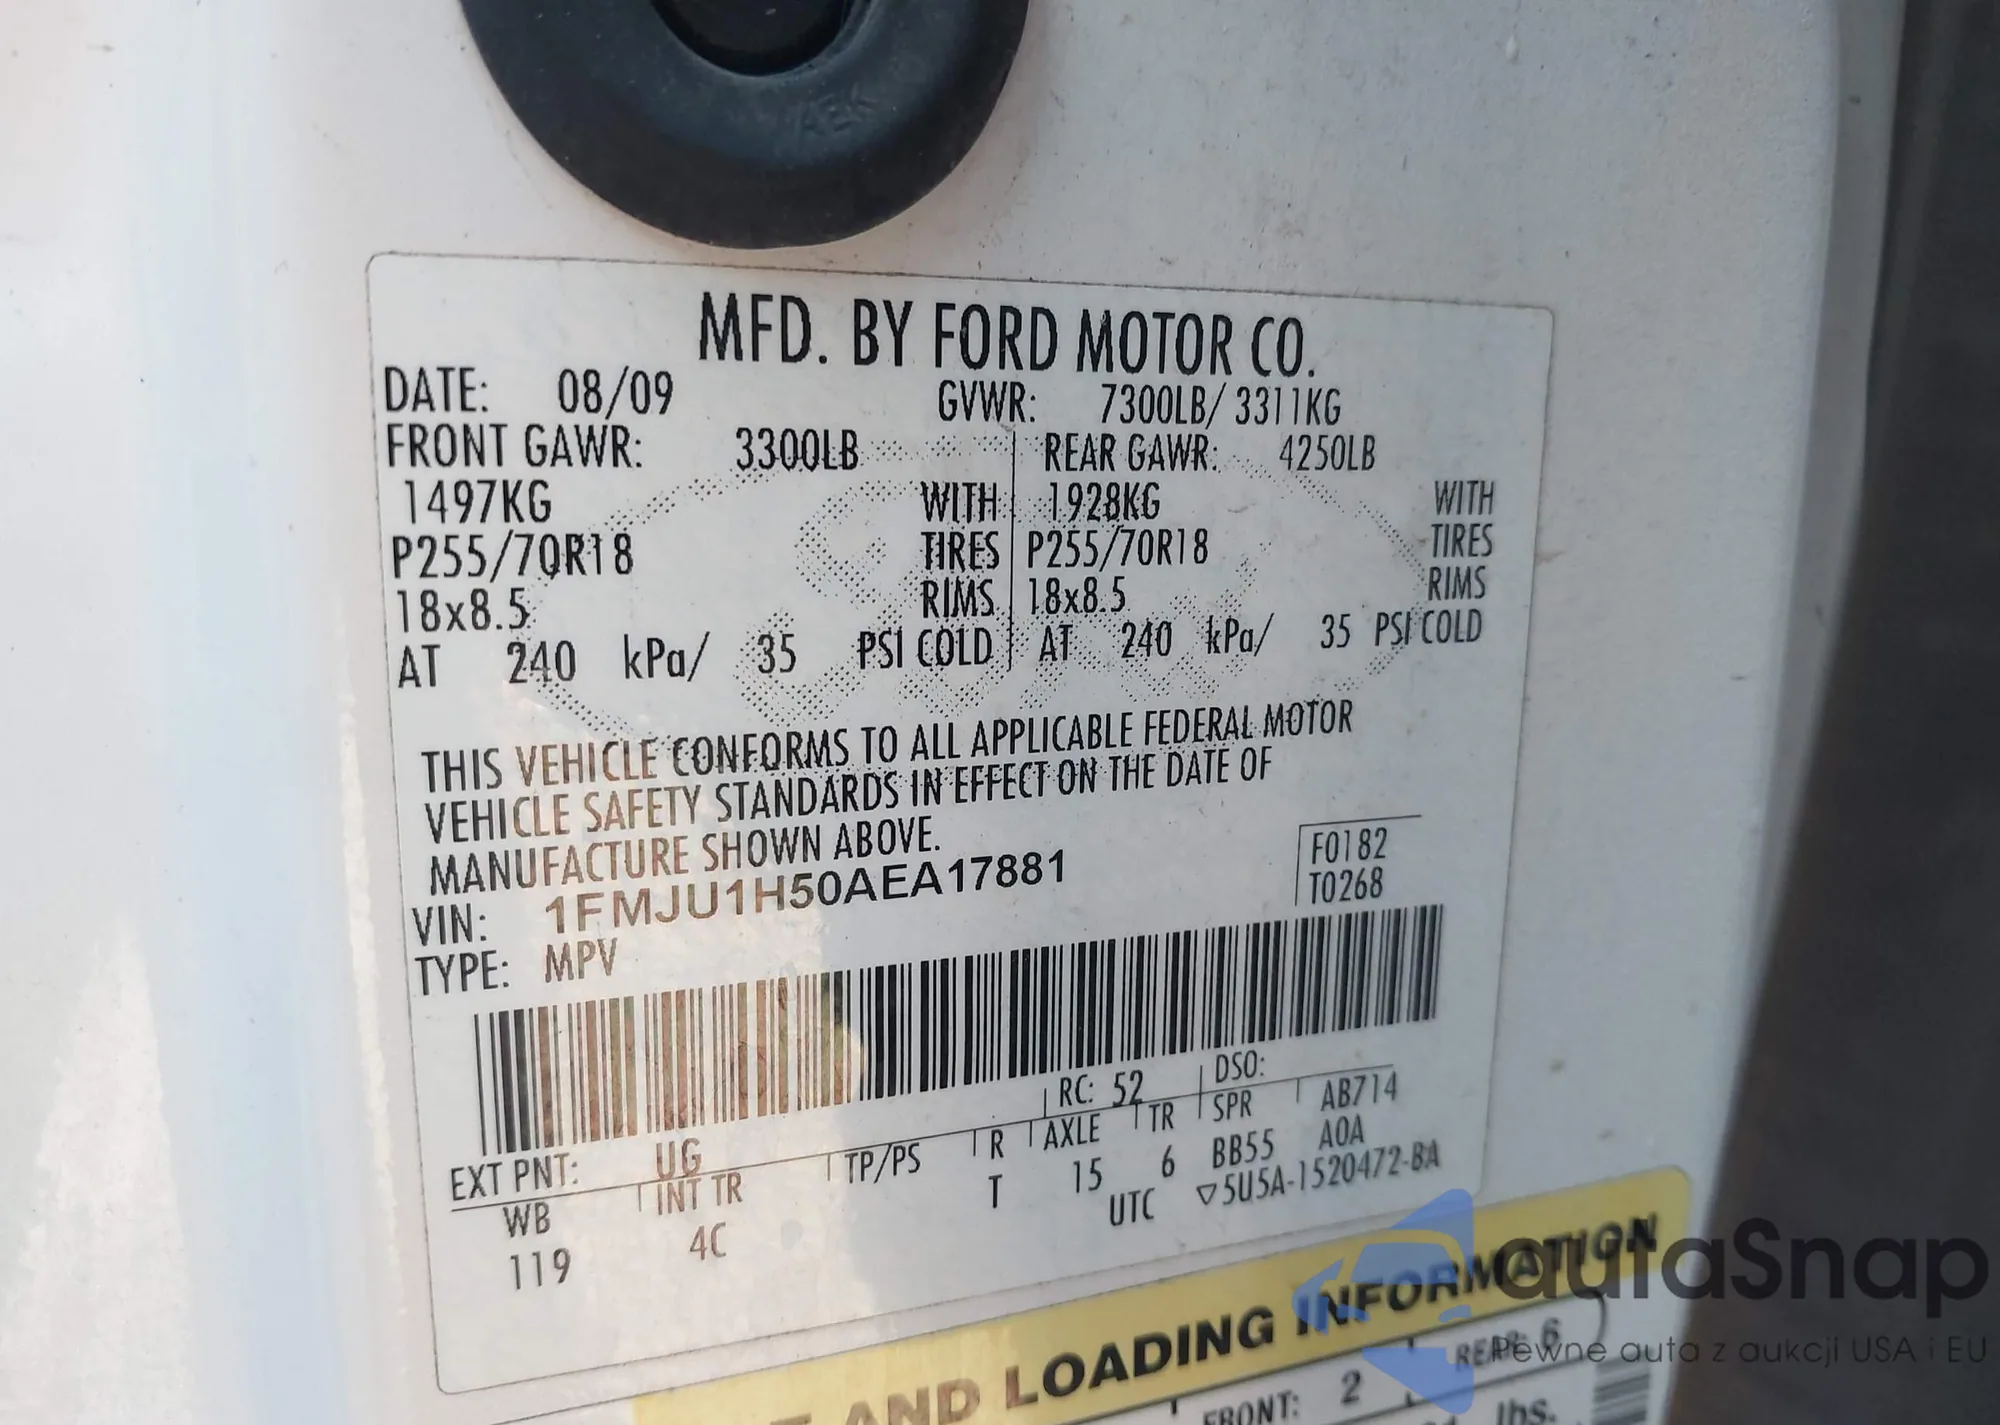 MFD. BY FORD MOTOR CO.
DATE: 08/09 GVWR: 7300LB/ 3311KG
FRONT GAWR: 3300LB REAR GAWR: 4250LB
1497KG WITH 1928KG WITH
P255/70R18 TIRES P255/70R18 TIRES
18x8.5 RIMS 18x8.5 RIMS
AT 240 kPa/ 35 PSI COLD AT 240 kPa/ 35 PSI COLD
THIS VEHICLE CONFORMS TO ALL APPLICABLE FEDERAL MOTOR
VEHICLE SAFETY STANDARDS IN EFFECT ON THE DATE OF
MANUFACTURE SHOWN ABOVE.
F0182
VIN: 1FMJU1H50AEA17881 T0268
TYPE: MPV
RC: 52 DSO:
EXT PNT: UG AB714
WB INT TR TP/PS R AXLE TR SPR A0A
119 4C T 15 6 BB55
UTC ▽5U5A-1520472-BA
AND LOADING INFORMATION
FRONT: 2 REAR: 6
lbs.
autaSnap
Pewne auta z aukcji USA i EU